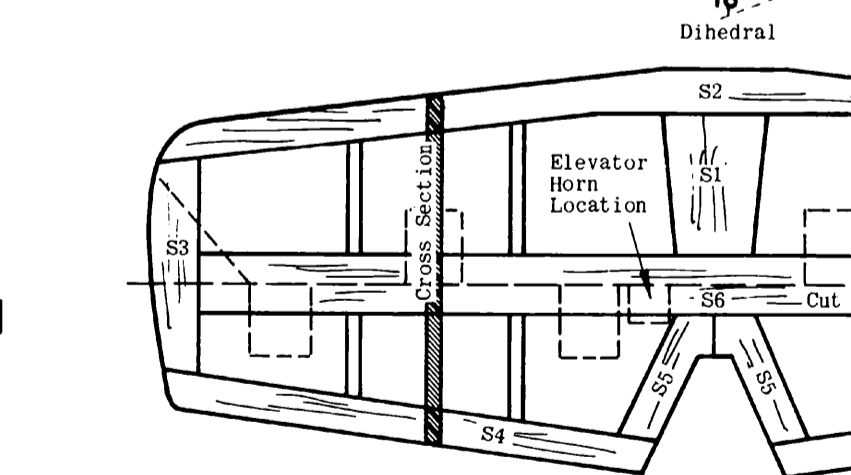 Dihedral
S2
Elevator
Horn
Location
S1
Cross Section
S3
S6
Cut
S5
S5
S4